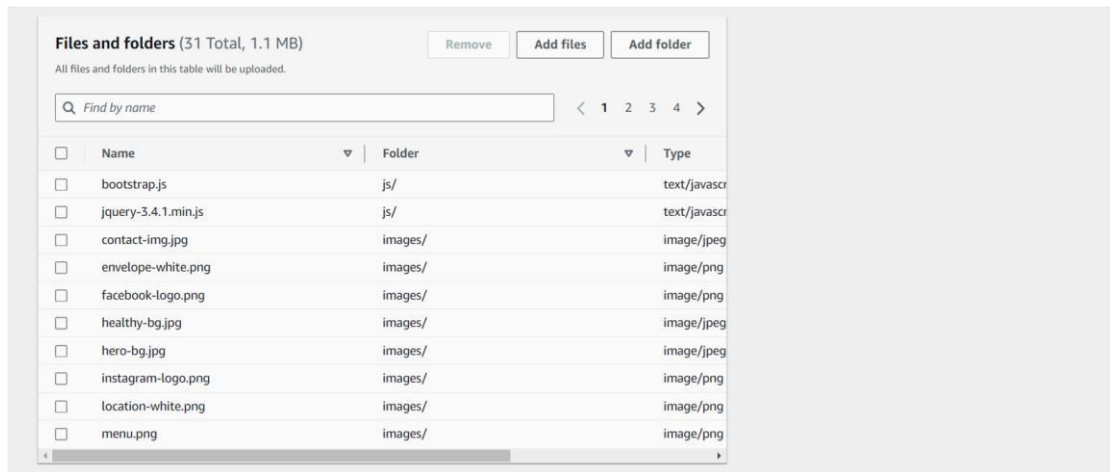 Files and folders (31 Total, 1.1 MB) Remove Add files Add folder
All files and folders in this table will be uploaded.
Find by name 1 2 3 4
Name Folder Type
bootstrap.js js/ text/javascr
jquery-3.4.1.min.js js/ text/javascr
contact-img.jpg images/ image/jpeg
envelope-white.png images/ image/png
facebook-logo.png images/ image/png
healthy-bg.jpg images/ image/jpeg
hero-bg.jpg images/ image/jpeg
instagram-logo.png images/ image/png
location-white.png images/ image/png
menu.png images/ image/png